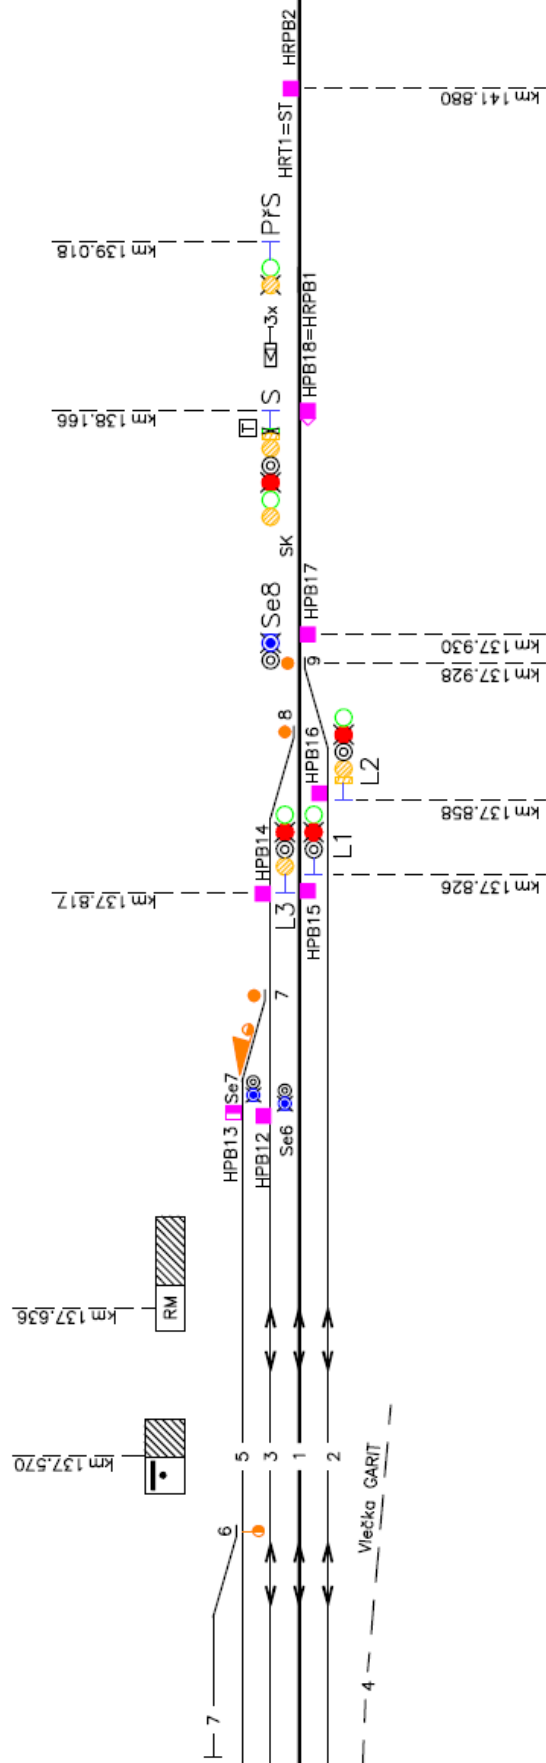 HRPB2
HRT1=ST
km 141.880
PřS
km 139.018
3x
HPB18=HRPB1
S
km 138.166
T
SK
HPB17
Se8
km 137.930
9
km 137.928
8
HPB16
L2
km 137.858
HPB14
L1
km 137.826
L3
km 137.817
HPB15
7
Se7
HPB13
HPB12
Se6
RM
km 137.636
km 137.570
5
3
1
2
Vlečka GARIT
6
4
7